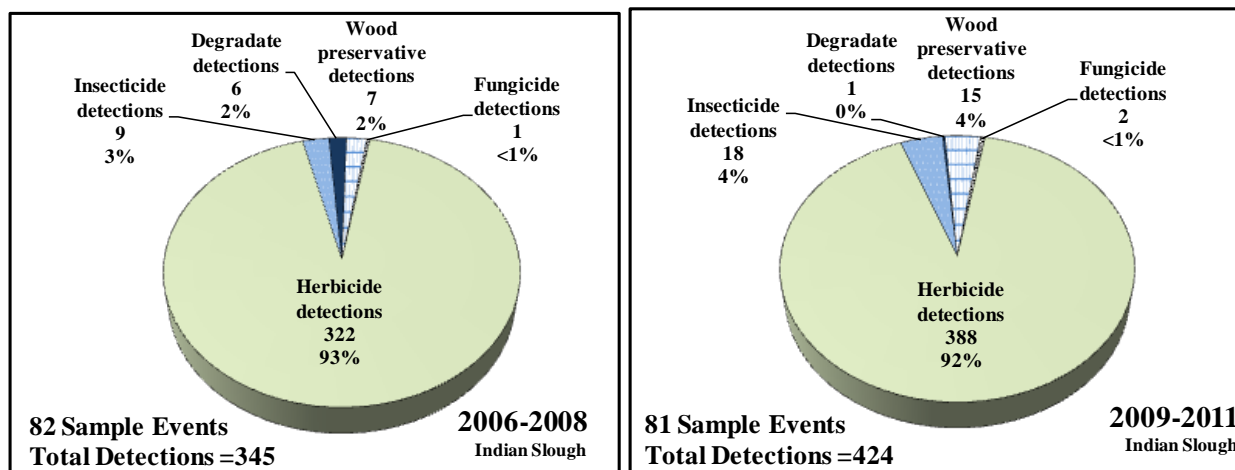 Insecticide
detections
9
3%
Degradate
detections
6
2%
Wood
preservative
detections
7
2%
Fungicide
detections
1
<1%
Herbicide
detections
322
93%
82 Sample Events
Total Detections =345
2006-2008
Indian Slough
Insecticide
detections
18
4%
Degradate
detections
1
0%
Wood
preservative
detections
15
4%
Fungicide
detections
2
<1%
Herbicide
detections
388
92%
81 Sample Events
Total Detections =424
2009-2011
Indian Slough